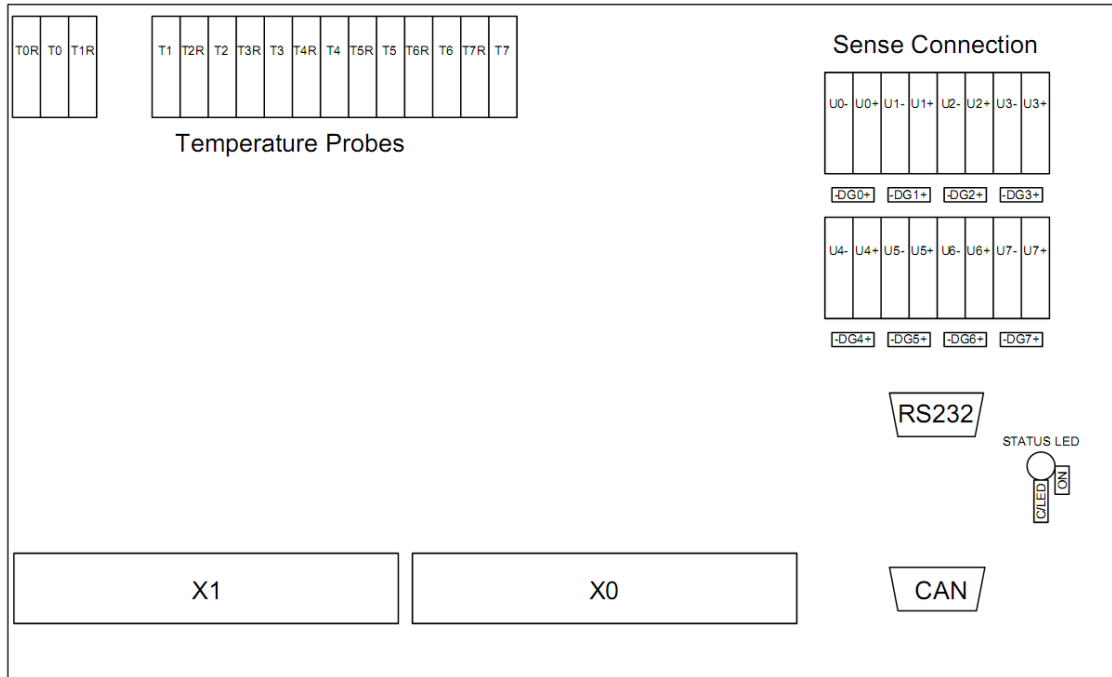 T0R T0 T1R T1 T2R T2 T3R T3 T4R T4 T5R T5 T6R T6 T7R T7
Temperature Probes
Sense Connection
U0- U0+ U1- U1+ U2- U2+ U3- U3+
-DG0+ -DG1+ -DG2+ -DG3+
U4- U4+ U5- U5+ U6- U6+ U7- U7+
-DG4+ -DG5+ -DG6+ -DG7+
RS232
STATUS LED
C/LED
ON
X1 X0 CAN